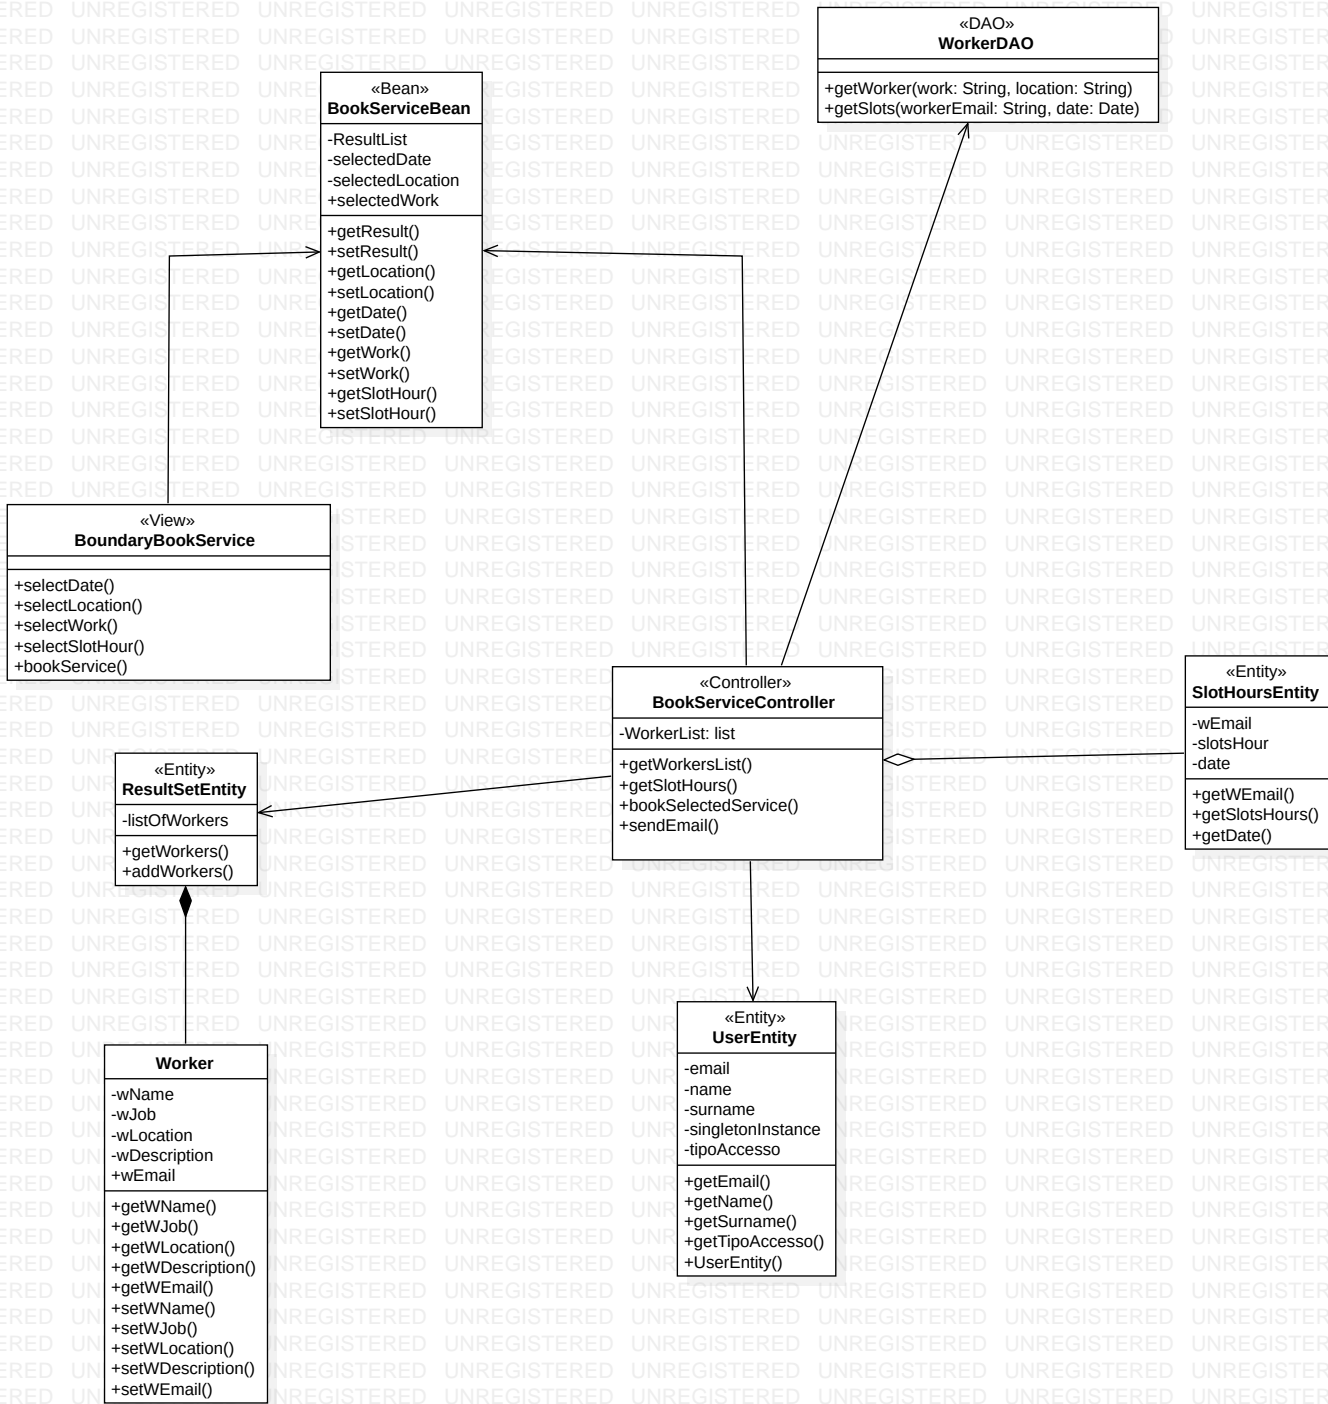 «DAO»
WorkerDAO
+getWorker(work: String, location: String)
+getSlots(workerEmail: String, date: Date)
«Bean»
BookServiceBean
-ResultList
-selectedDate
-selectedLocation
+selectedWork
+getResult()
+setResult()
+getLocation()
+setLocation()
+getDate()
+setDate()
+getWork()
+setWork()
+getSlotHour()
+setSlotHour()
«View»
BoundaryBookService
+selectDate()
+selectLocation()
+selectWork()
+selectSlotHour()
+bookService()
«Controller»
BookServiceController
-WorkerList: list
+getWorkersList()
+getSlotHours()
+bookSelectedService()
+sendEmail()
«Entity»
SlotHoursEntity
-wEmail
-slotsHour
-date
+getWEmail()
+getSlotsHours()
+getDate()
«Entity»
ResultSetEntity
-listOfWorkers
+getWorkers()
+addWorkers()
«Entity»
UserEntity
-email
-name
-surname
-singletonInstance
-tipoAccesso
+getEmail()
+getName()
+getSurname()
+getTipoAccesso()
+UserEntity()
Worker
-wName
-wJob
-wLocation
-wDescription
+wEmail
+getWName()
+getWJob()
+getWLocation()
+getWDescription()
+getWEmail()
+setWName()
+setWJob()
+setWLocation()
+setWDescription()
+setWEmail()
UNREGISTERED